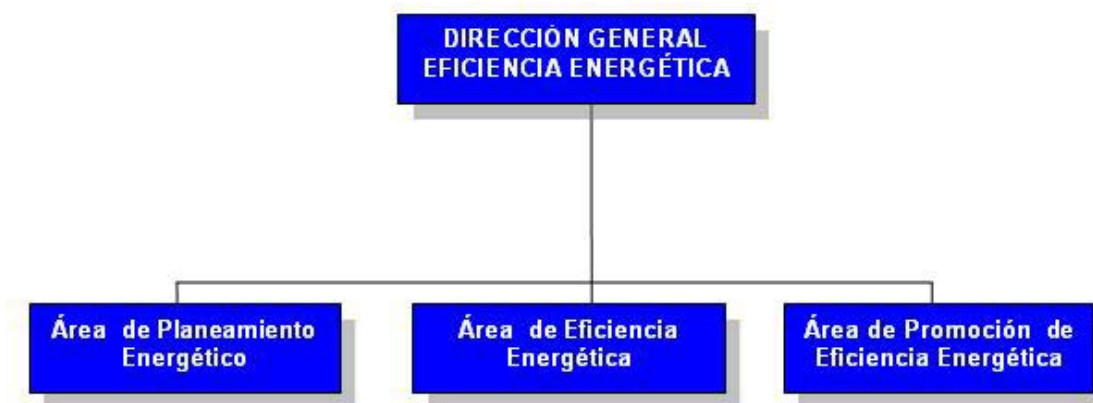 DIRECCIÓN GENERAL
EFICIENCIA ENERGÉTICA
Área de Planeamiento
Energético
Área de Eficiencia
Energética
Área de Promoción de
Eficiencia Energética